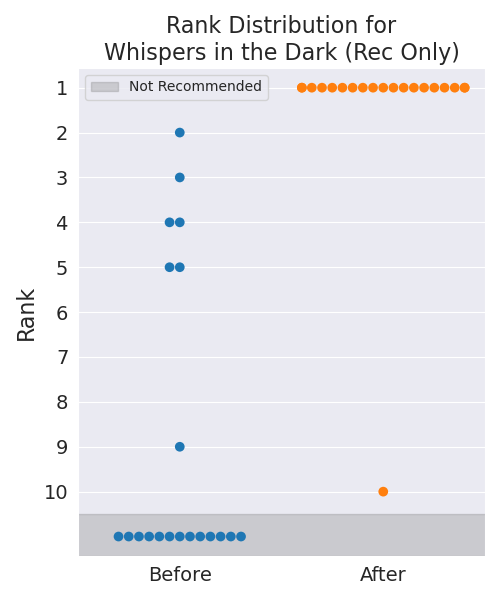 Rank Distribution for
Whispers in the Dark (Rec Only)
Not Recommended
Rank
1
2
3
4
5
6
7
8
9
10
Before After